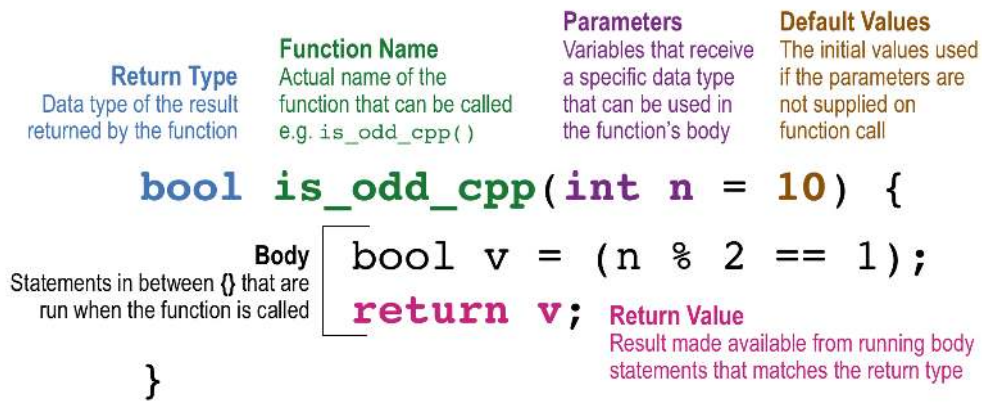 Return Type
Data type of the result
returned by the function
Function Name
Actual name of the
function that can be called
e.g. is_odd_cpp()
Parameters
Variables that receive
a specific data type
that can be used in
the function's body
Default Values
The initial values used
if the parameters are
not supplied on
function call
bool is_odd_cpp(int n = 10) {
Body
Statements in between {} that are
run when the function is called
bool v = (n % 2 == 1);
return v;
Return Value
Result made available from running body
statements that matches the return type
}